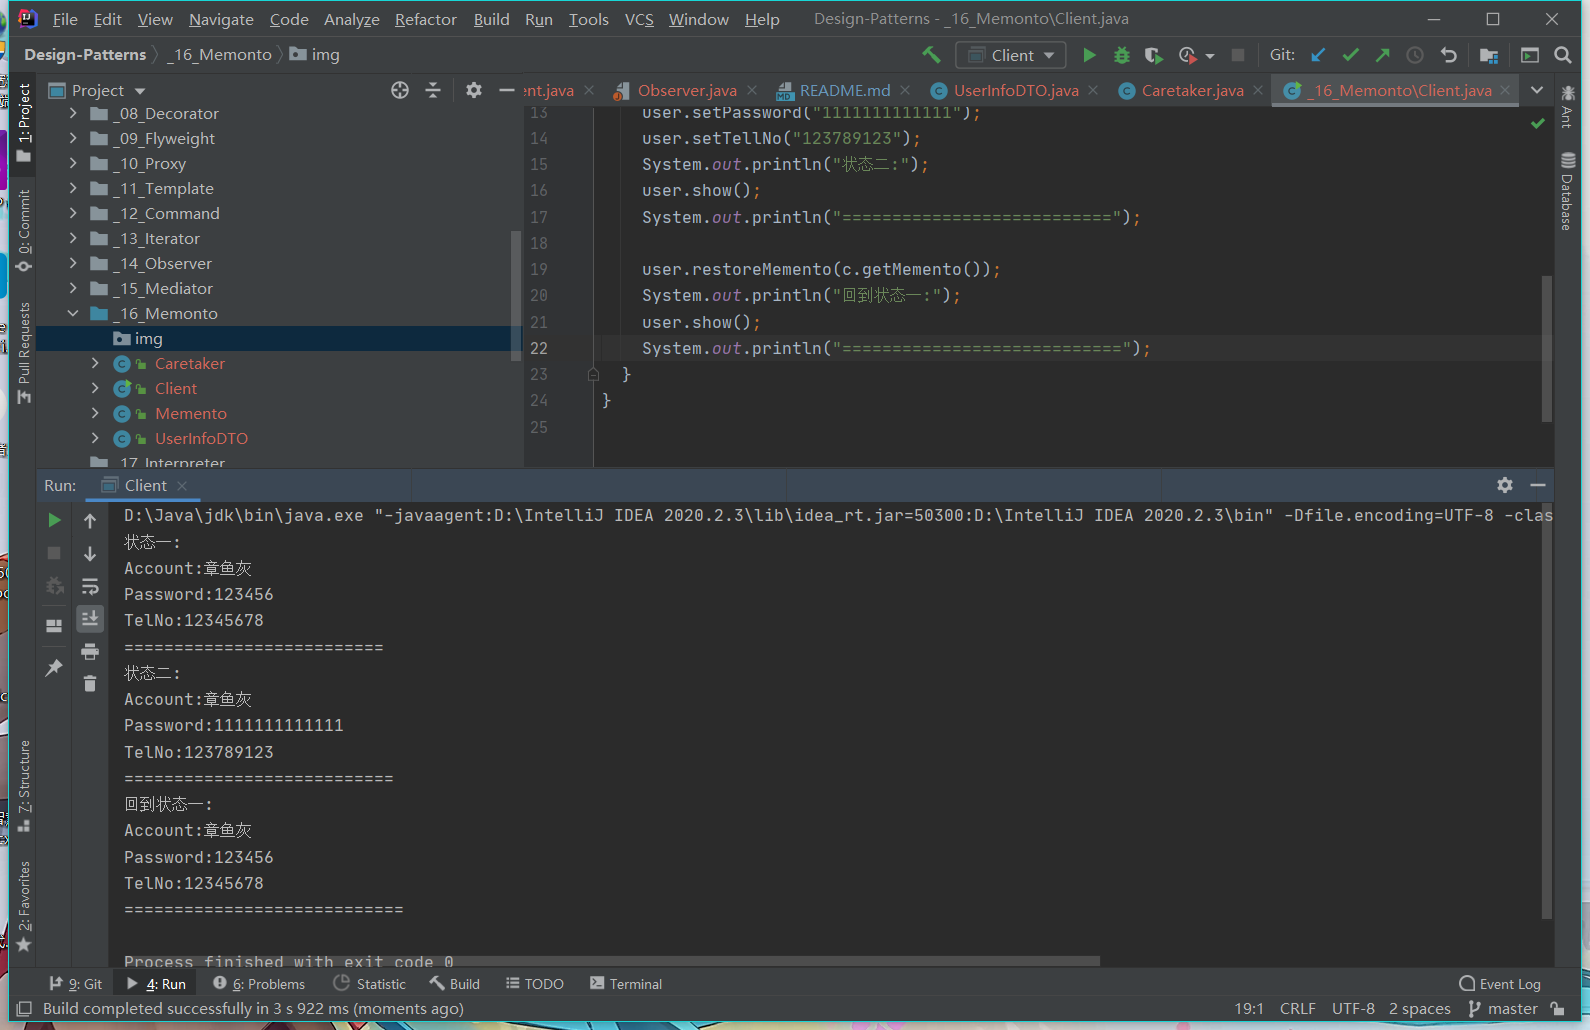 File Edit View Navigate Code Analyze Refactor Build Run Tools VCS Window Help Design-Patterns - _16_Memonto\Client.java
Design-Patterns _16_Memonto img Client Git:
Project ent.java Observer.java README.md UserInfoDTO.java Caretaker.java _16_Memonto\Client.java
1: Project
0: Commit
Pull Requests
7: Structure
2: Favorites
Ant
Database
_08_Decorator
_09_Flyweight
_10_Proxy
_11_Template
_12_Command
_13_Iterator
_14_Observer
_15_Mediator
_16_Memonto
img
Caretaker
Client
Memento
UserInfoDTO
_17_Interpreter
13 user.setPassword("1111111111111");
14 user.setTellNo("123789123");
15 System.out.println("状态二:");
16 user.show();
17 System.out.println("===========================");
18
19 user.restoreMemento(c.getMemento());
20 System.out.println("回到状态一:");
21 user.show();
22 System.out.println("============================");
23 }
24 }
25
Run: Client
D:\Java\jdk\bin\java.exe "-javaagent:D:\IntelliJ IDEA 2020.2.3\lib\idea_rt.jar=50300:D:\IntelliJ IDEA 2020.2.3\bin" -Dfile.encoding=UTF-8 -clas
状态一:
Account:章鱼灰
Password:123456
TelNo:12345678
==========================
状态二:
Account:章鱼灰
Password:1111111111111
TelNo:123789123
===========================
回到状态一:
Account:章鱼灰
Password:123456
TelNo:12345678
============================
Process finished with exit code 0
9: Git 4: Run 6: Problems Statistic Build TODO Terminal Event Log
Build completed successfully in 3 s 922 ms (moments ago) 19:1 CRLF UTF-8 2 spaces master